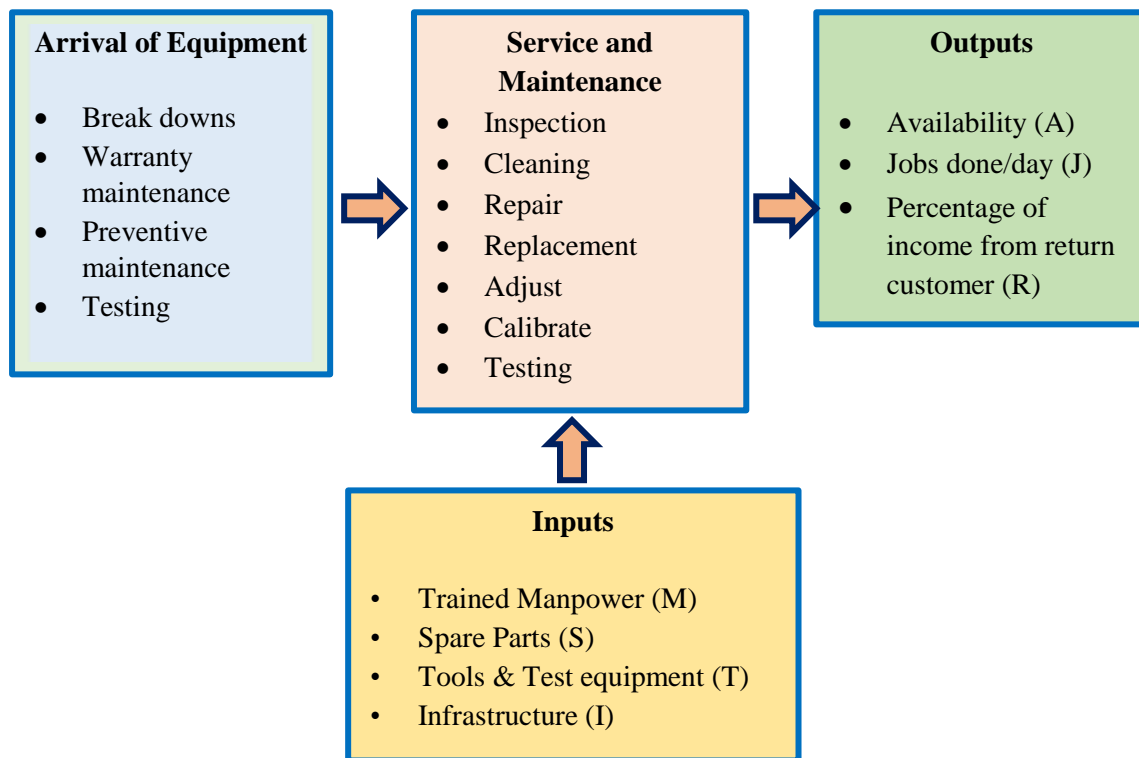 Arrival of Equipment
• Break downs
• Warranty
maintenance
• Preventive
maintenance
• Testing
Service and
Maintenance
• Inspection
• Cleaning
• Repair
• Replacement
• Adjust
• Calibrate
• Testing
Outputs
• Availability (A)
• Jobs done/day (J)
• Percentage of
income from return
customer (R)
Inputs
• Trained Manpower (M)
• Spare Parts (S)
• Tools & Test equipment (T)
• Infrastructure (I)